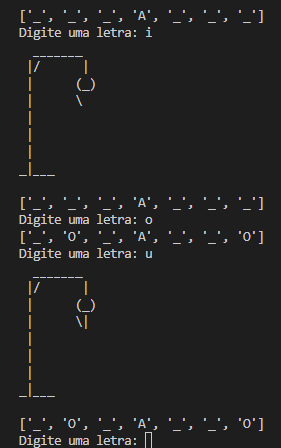 ['_', '_', '_', 'A', '_', '_', '_']
Digite uma letra: i
  _______
 |/      |
 |      (_)
 |      \
 |
 |
 |
_|___
['_', '_', '_', 'A', '_', '_', '_']
Digite uma letra: o
['_', 'O', '_', 'A', '_', '_', 'O']
Digite uma letra: u
  _______
 |/      |
 |      (_)
 |      \|
 |
 |
 |
_|___
['_', 'O', '_', 'A', '_', '_', 'O']
Digite uma letra: